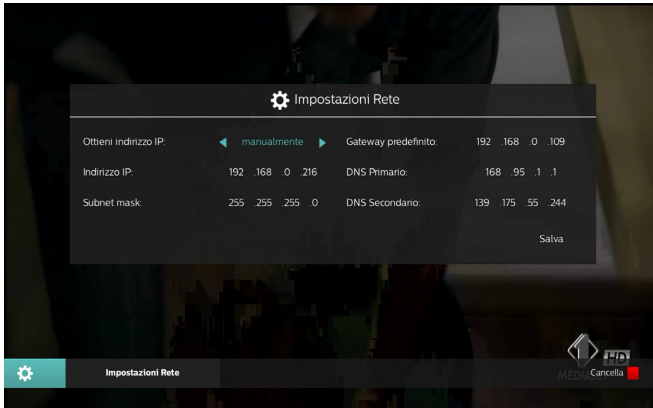 Impostazioni Rete
Ottieni indirizzo IP: manualmente Gateway predefinito: 192 .168 .0 .109
Indirizzo IP: 192 .168 .0 .216 DNS Primario: 168 .95 .1 .1
Subnet mask: 255 .255 .255 .0 DNS Secondario: 139 .175 .55 .244
Salva
1 HD
Impostazioni Rete
MEDIASET Cancella